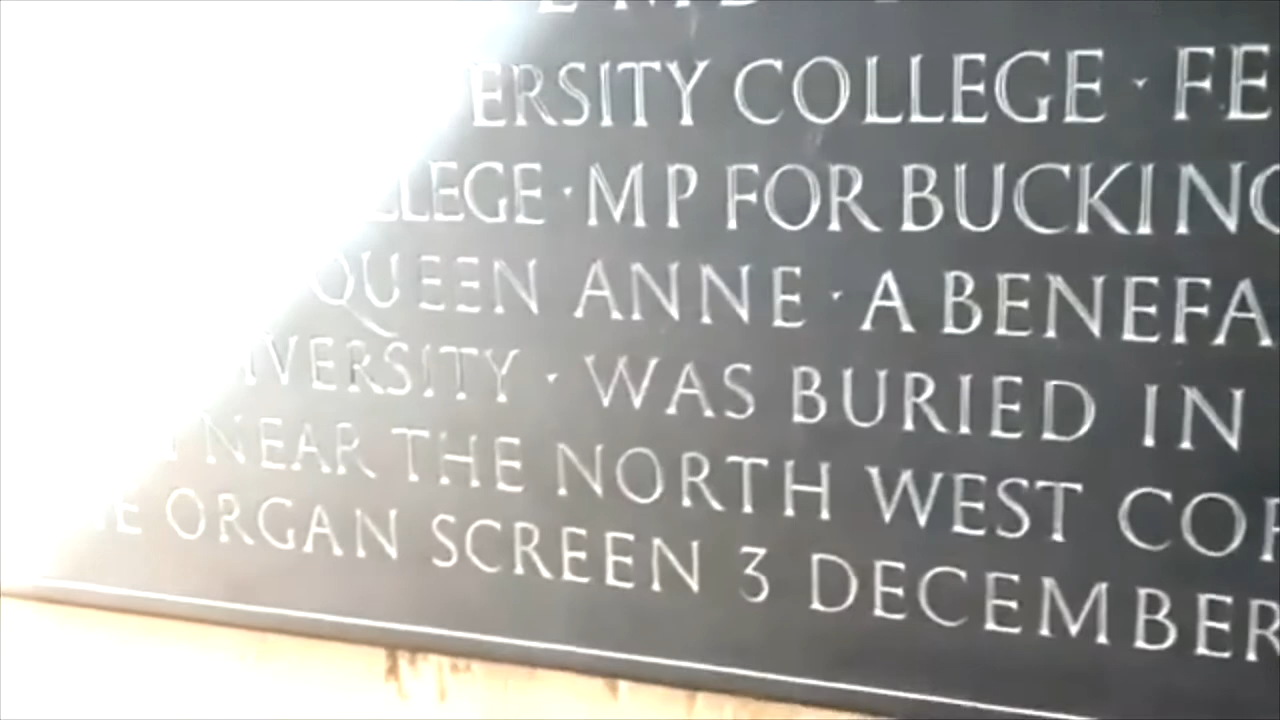 ERSITY COLLEGE · FE
LLEGE · MP FOR BUCKING
QUEEN ANNE · A BENEFA
IVERSITY · WAS BURIED IN
NEAR THE NORTH WEST COR
E ORGAN SCREEN 3 DECEMBER